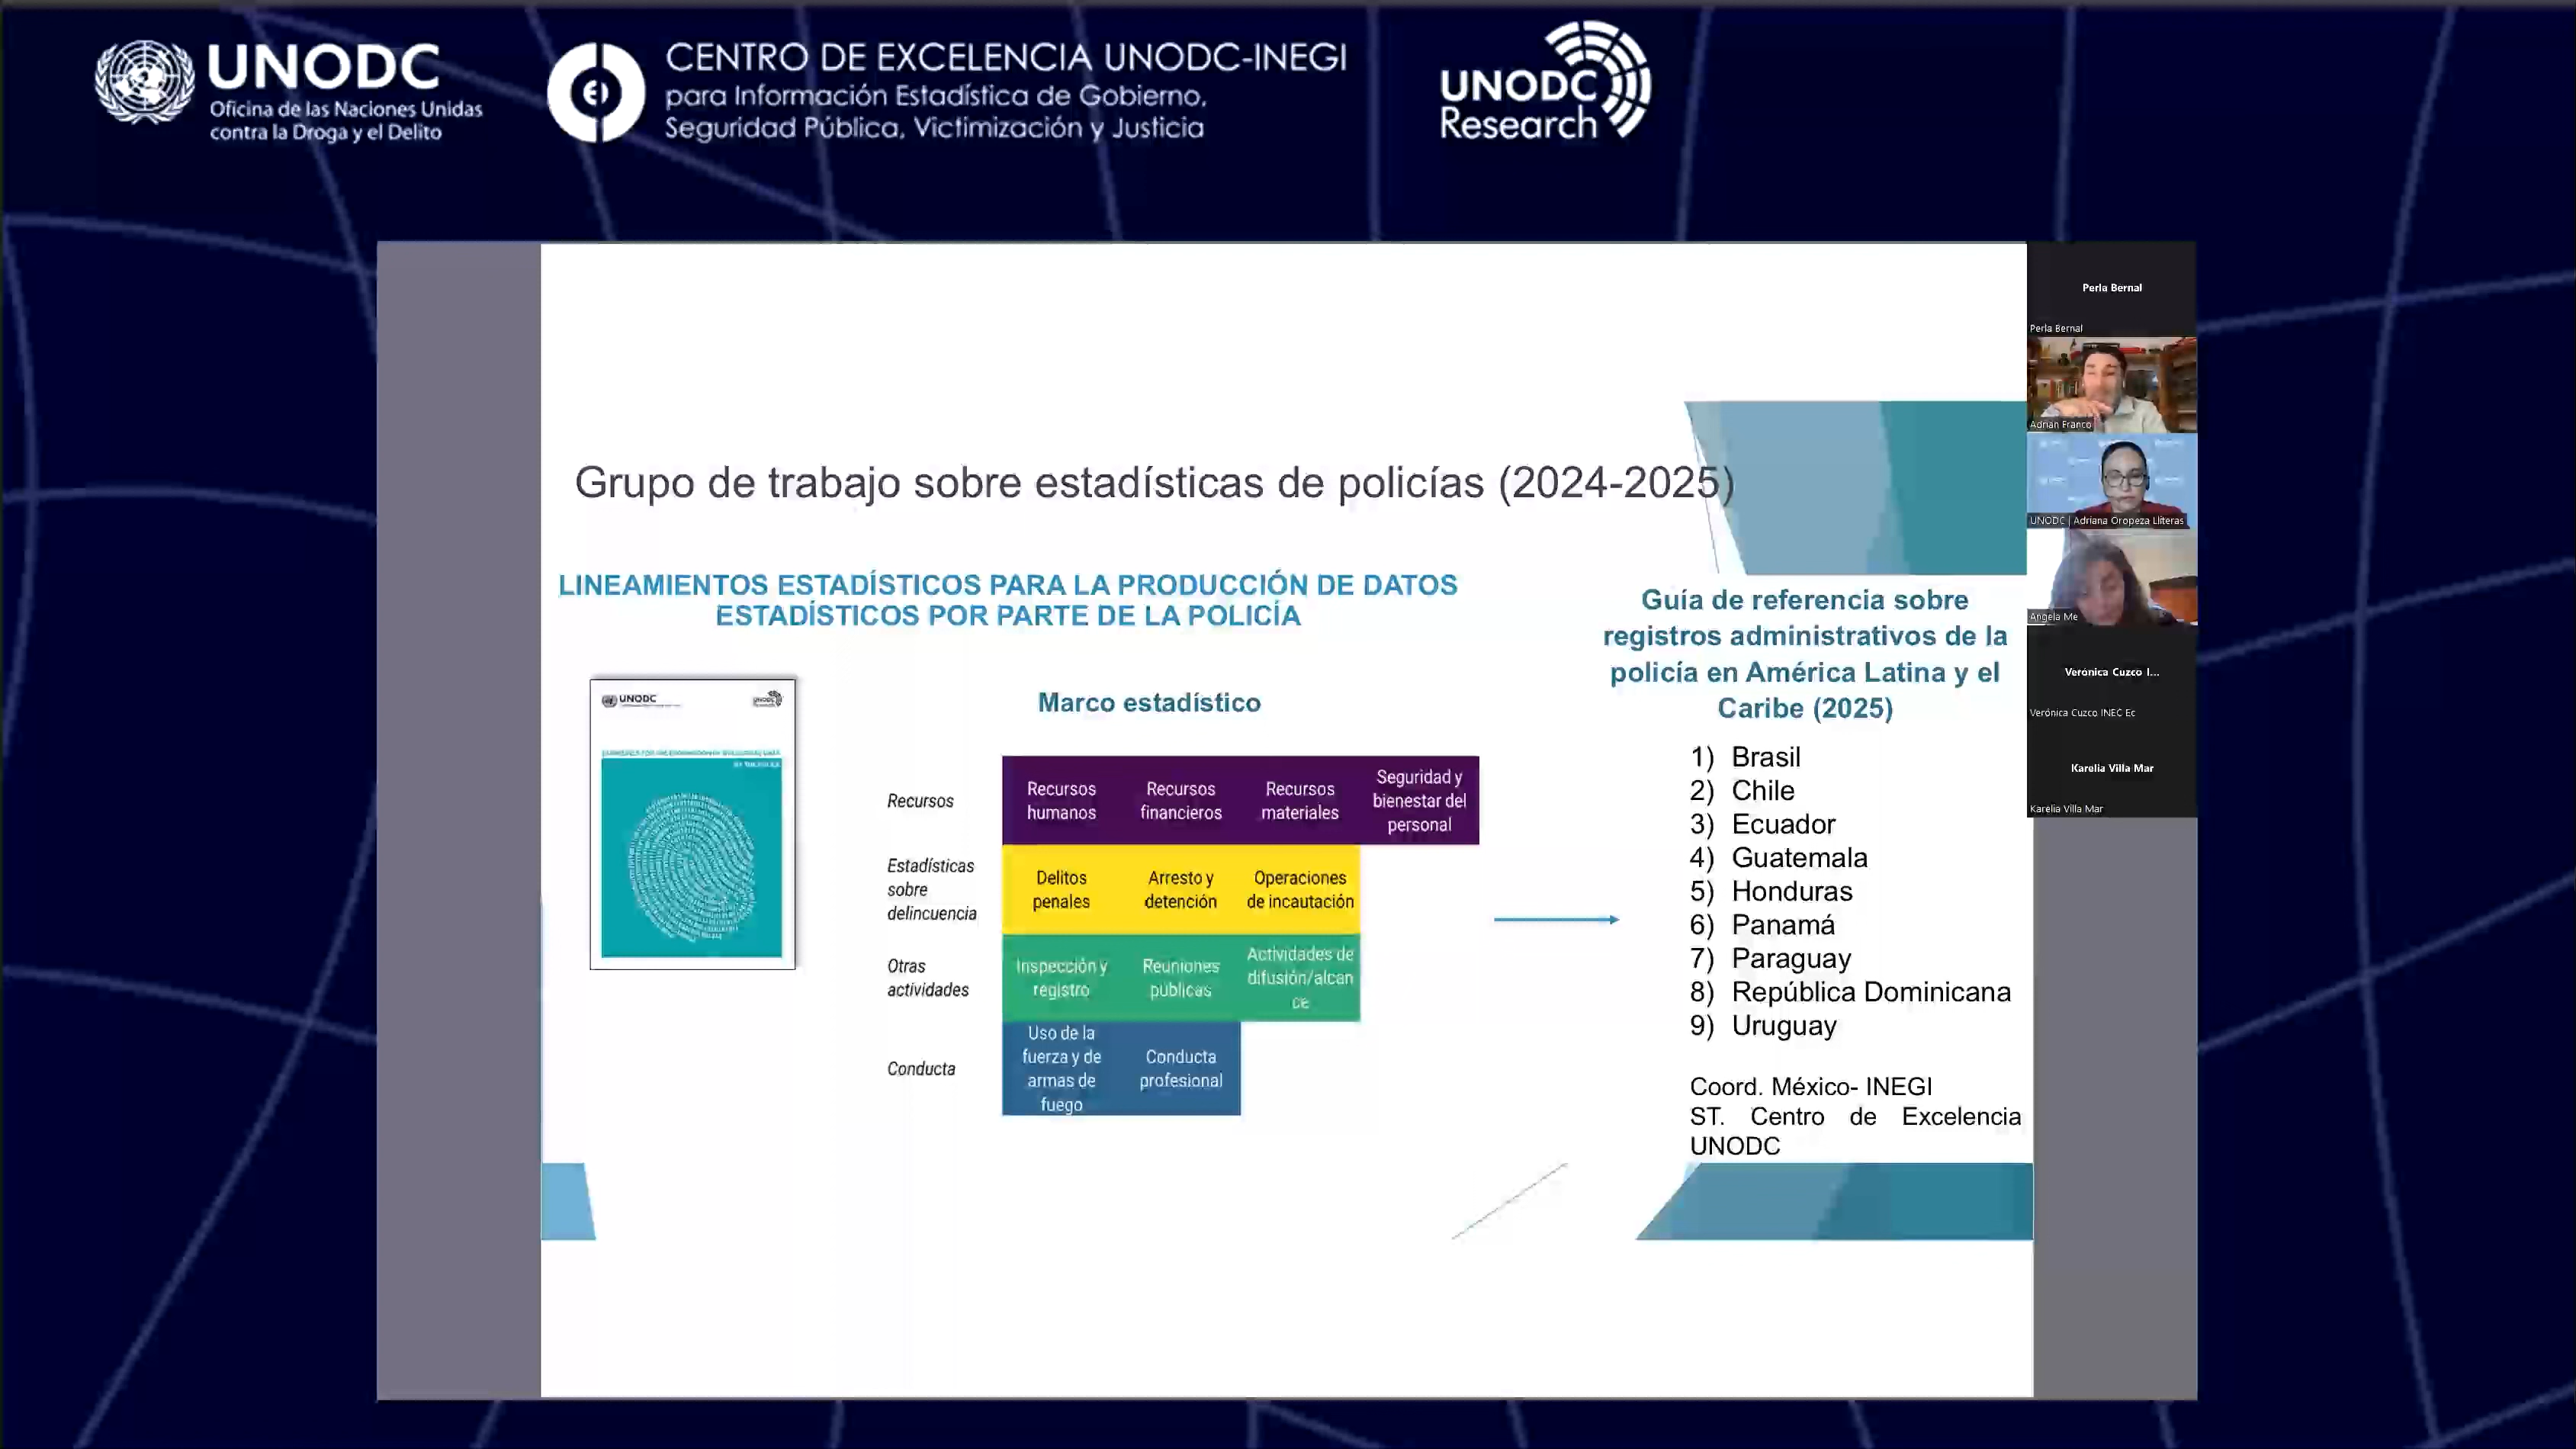 UNODC
Oficina de las Naciones Unidas
contra la Droga y el Delito
CENTRO DE EXCELENCIA UNODC-INEGI
para Información Estadística de Gobierno,
Seguridad Pública, Victimización y Justicia
UNODC
Research
Grupo de trabajo sobre estadísticas de policías (2024-2025)
LINEAMIENTOS ESTADÍSTICOS PARA LA PRODUCCIÓN DE DATOS
ESTADÍSTICOS POR PARTE DE LA POLICÍA
UNODC
Marco estadístico
Recursos
Recursos
humanos
Recursos
financieros
Recursos
materiales
Seguridad y
bienestar del
personal
Estadísticas
sobre
delincuencia
Delitos
penales
Arresto y
detención
Operaciones
de incautación
Otras
actividades
Inspección y
registro
Reuniones
públicas
Actividades de
difusión/alcan
ce
Conducta
Uso de la
fuerza y de
armas de
fuego
Conducta
profesional
Guía de referencia sobre
registros administrativos de la
policía en América Latina y el
Caribe (2025)
1) Brasil
2) Chile
3) Ecuador
4) Guatemala
5) Honduras
6) Panamá
7) Paraguay
8) República Dominicana
9) Uruguay
Coord. México- INEGI
ST. Centro de Excelencia
UNODC
Perla Bernal
Perla Bernal
Adrián Franco
UNODC | Adriana Oropeza Lliteras
Angela Me
Verónica Cuzco I...
Verónica Cuzco INEC Ec
Karelia Villa Mar
Karelia Villa Mar